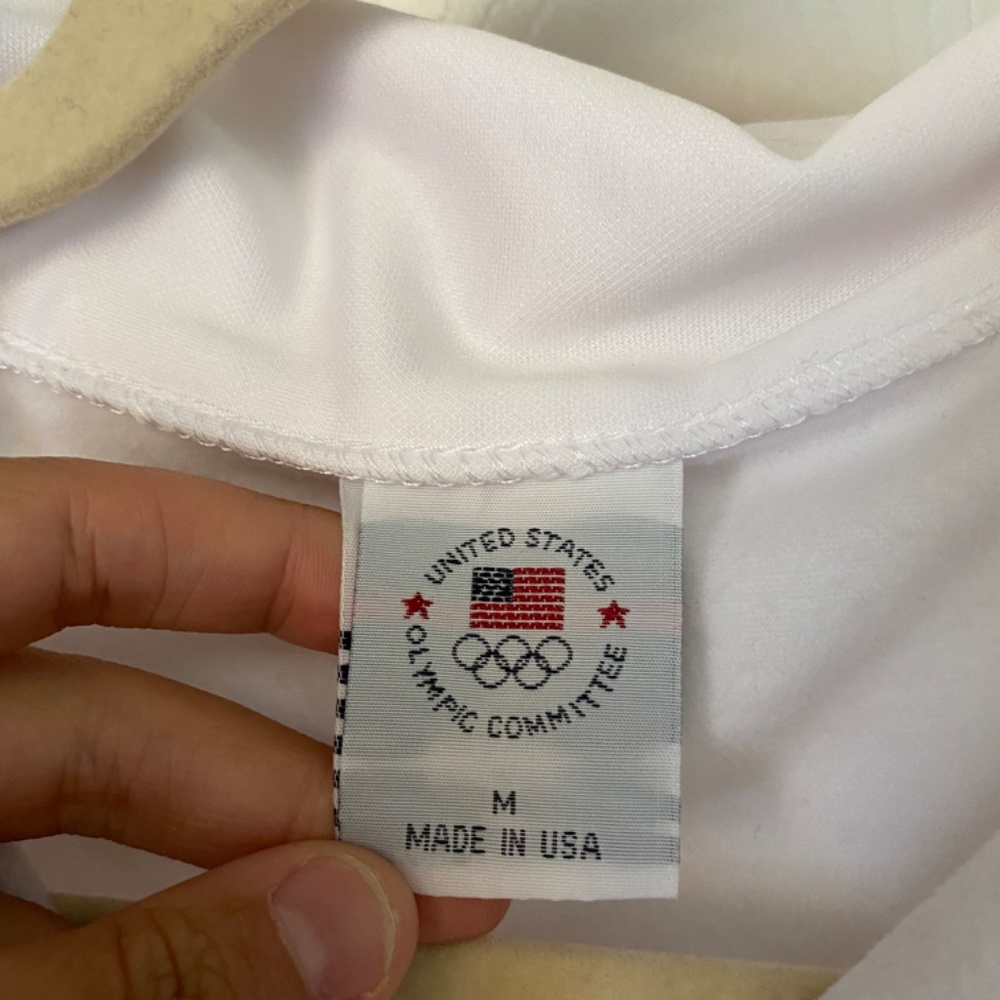 UNITED STATES
OLYMPIC COMMITTEE
M
MADE IN USA